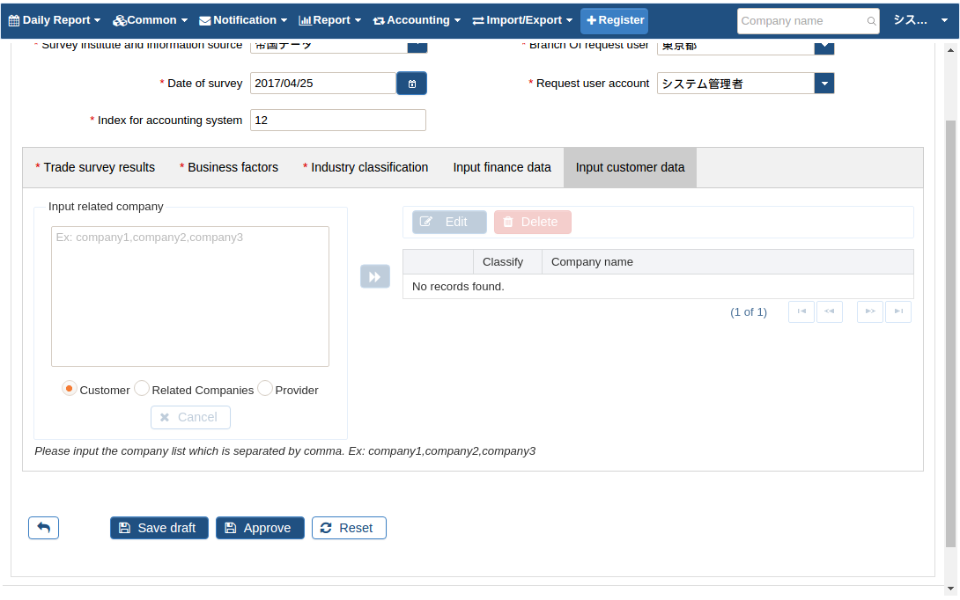 Daily Report Common Notification Report Accounting Import/Export + Register Company name シス...
* Survey institute and information source 帝国データ * Branch Of request user 東京都
* Date of survey 2017/04/25 * Request user account システム管理者
* Index for accounting system 12
* Trade survey results * Business factors * Industry classification Input finance data Input customer data
Input related company
Edit Delete
Ex: company1,company2,company3
Classify Company name
No records found.
(1 of 1)
Customer Related Companies Provider
Cancel
Please input the company list which is separated by comma. Ex: company1,company2,company3
Save draft Approve Reset